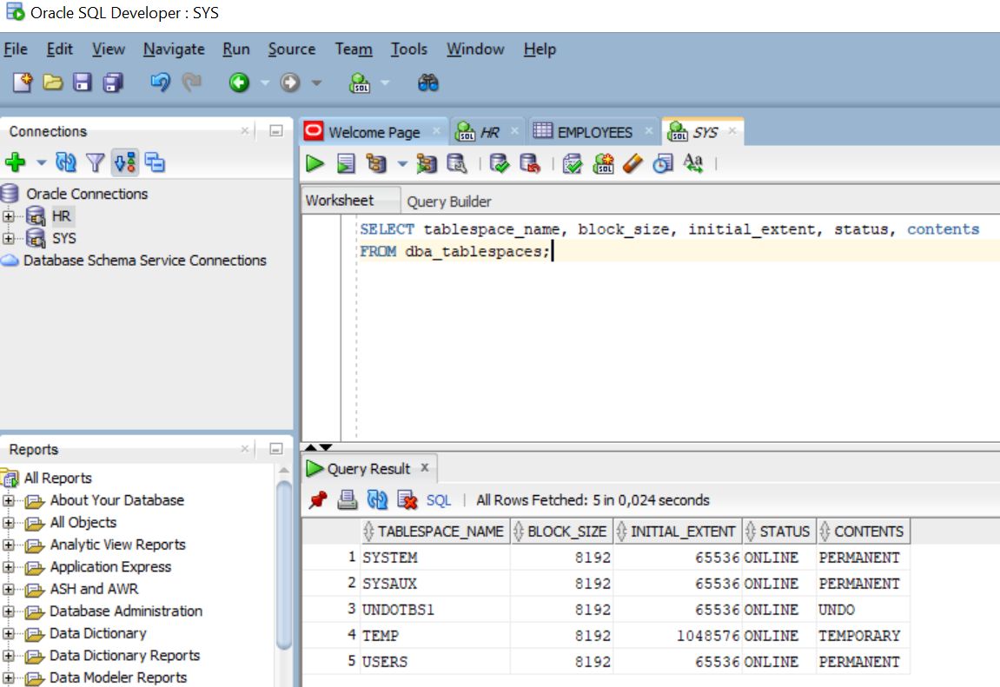 Oracle SQL Developer : SYS
File Edit View Navigate Run Source Team Tools Window Help
SQL
Connections
Welcome Page
SQL HR
EMPLOYEES
SQL SYS
SQL Aa
Oracle Connections
HR
SYS
Database Schema Service Connections
Worksheet Query Builder
SELECT tablespace_name, block_size, initial_extent, status, contents
FROM dba_tablespaces;
Reports
All Reports
About Your Database
All Objects
Analytic View Reports
Application Express
ASH and AWR
Database Administration
Data Dictionary
Data Dictionary Reports
Data Modeler Reports
Query Result
SQL | All Rows Fetched: 5 in 0,024 seconds
TABLESPACE_NAME BLOCK_SIZE INITIAL_EXTENT STATUS CONTENTS
1 SYSTEM 8192 65536 ONLINE PERMANENT
2 SYSAUX 8192 65536 ONLINE PERMANENT
3 UNDOTBS1 8192 65536 ONLINE UNDO
4 TEMP 8192 1048576 ONLINE TEMPORARY
5 USERS 8192 65536 ONLINE PERMANENT